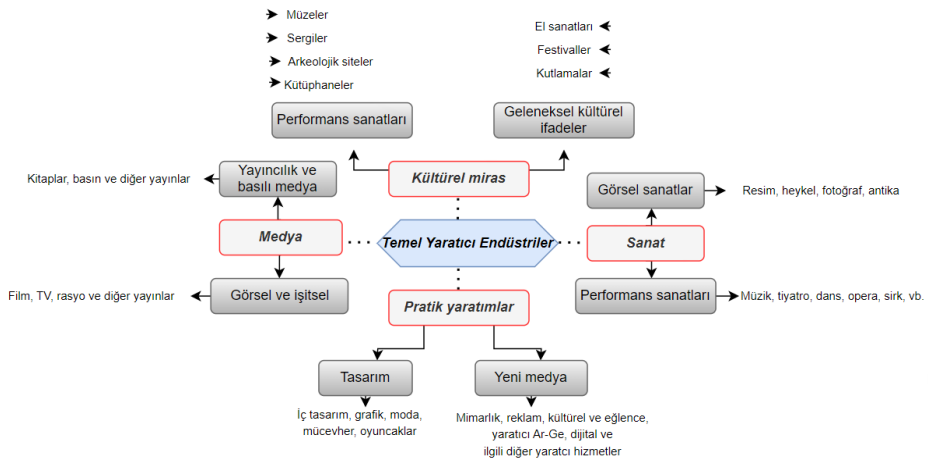 Müzeler
Sergiler
Arkeolojik siteler
Kütüphaneler
El sanatları
Festivaller
Kutlamalar
Performans sanatları
Geleneksel kültürel
ifadeler
Kültürel miras
Yayıncılık ve
basılı medya
Kitaplar, basın ve diğer yayınlar
Medya
Görsel ve işitsel
Film, TV, rasyo ve diğer yayınlar
Temel Yaratıcı Endüstriler
Görsel sanatlar
Resim, heykel, fotoğraf, antika
Sanat
Performans sanatları
Müzik, tiyatro, dans, opera, sirk, vb.
Pratik yaratımlar
Tasarım
İç tasarım, grafik, moda,
mücevher, oyuncaklar
Yeni medya
Mimarlık, reklam, kültürel ve eğlence,
yaratıcı Ar-Ge, dijital ve
ilgili diğer yaratcı hizmetler